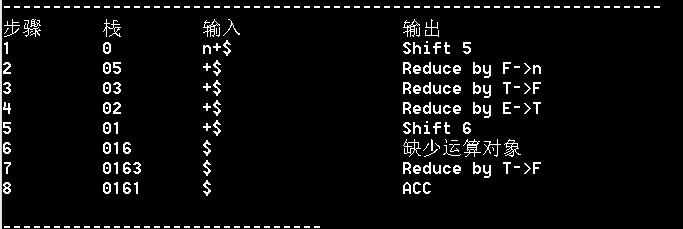 步骤 栈 输入 输出
1 0 n+$ Shift 5
2 05 +$ Reduce by F->n
3 03 +$ Reduce by T->F
4 02 +$ Reduce by E->T
5 01 +$ Shift 6
6 016 $ 缺少运算对象
7 0163 $ Reduce by T->F
8 0161 $ ACC